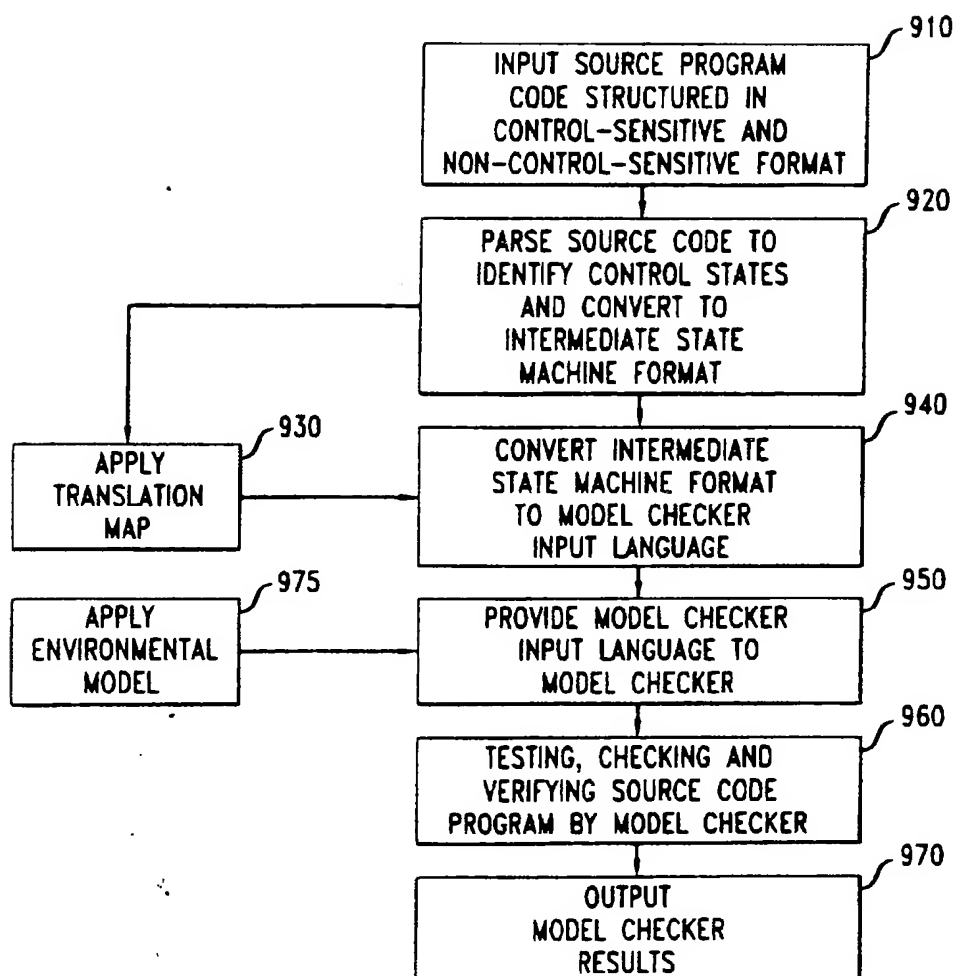 910
INPUT SOURCE PROGRAM
CODE STRUCTURED IN
CONTROL-SENSITIVE AND
NON-CONTROL-SENSITIVE FORMAT
920
PARSE SOURCE CODE TO
IDENTIFY CONTROL STATES
AND CONVERT TO
INTERMEDIATE STATE
MACHINE FORMAT
930
APPLY
TRANSLATION
MAP
940
CONVERT INTERMEDIATE
STATE MACHINE FORMAT
TO MODEL CHECKER
INPUT LANGUAGE
975
APPLY
ENVIRONMENTAL
MODEL
950
PROVIDE MODEL CHECKER
INPUT LANGUAGE TO
MODEL CHECKER
960
TESTING, CHECKING AND
VERIFYING SOURCE CODE
PROGRAM BY MODEL CHECKER
970
OUTPUT
MODEL CHECKER
RESULTS